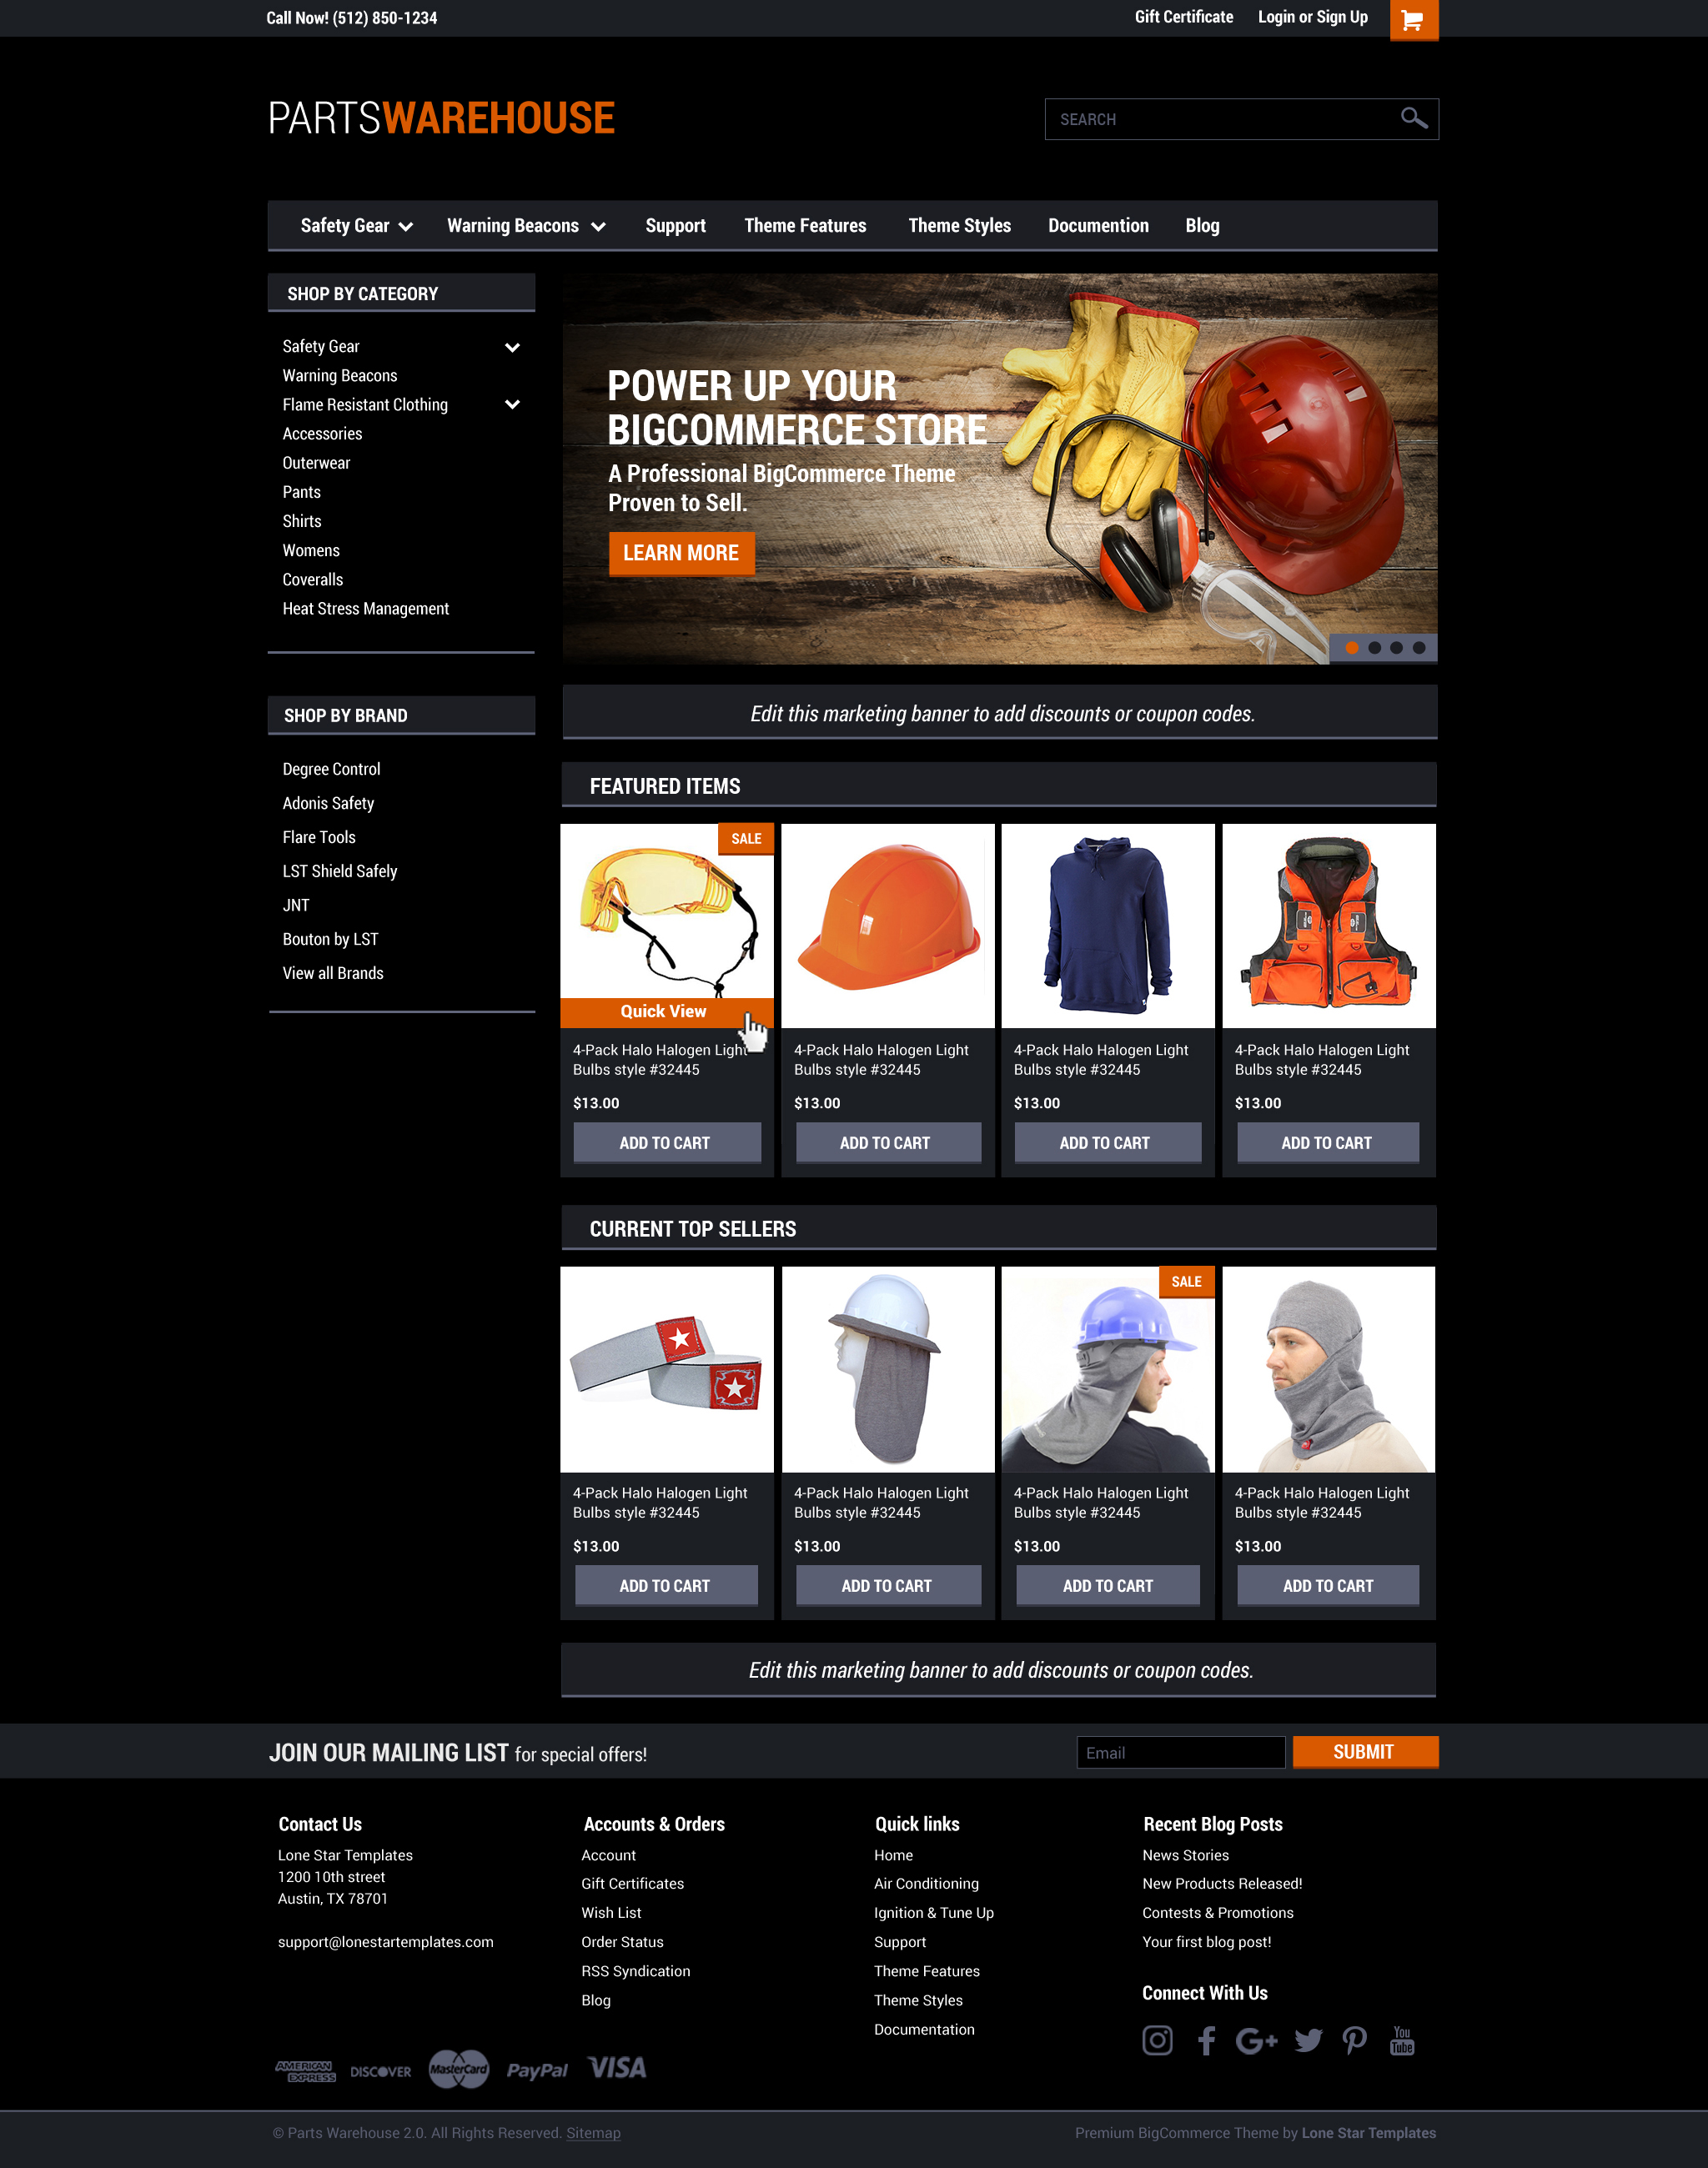 Call Now! (512) 850-1234
Gift Certificate
Login or Sign Up
PARTSWAREHOUSE
SEARCH
Safety Gear
Warning Beacons
Support
Theme Features
Theme Styles
Documention
Blog
SHOP BY CATEGORY
Safety Gear
Warning Beacons
Flame Resistant Clothing
Accessories
Outerwear
Pants
Shirts
Womens
Coveralls
Heat Stress Management
SHOP BY BRAND
Degree Control
Adonis Safety
Flare Tools
LST Shield Safely
JNT
Bouton by LST
View all Brands
POWER UP YOUR
BIGCOMMERCE STORE
A Professional BigCommerce Theme
Proven to Sell.
LEARN MORE
Edit this marketing banner to add discounts or coupon codes.
FEATURED ITEMS
SALE
Quick View
4-Pack Halo Halogen Light
Bulbs style #32445
$13.00
ADD TO CART
4-Pack Halo Halogen Light
Bulbs style #32445
$13.00
ADD TO CART
4-Pack Halo Halogen Light
Bulbs style #32445
$13.00
ADD TO CART
4-Pack Halo Halogen Light
Bulbs style #32445
$13.00
ADD TO CART
CURRENT TOP SELLERS
4-Pack Halo Halogen Light
Bulbs style #32445
$13.00
ADD TO CART
4-Pack Halo Halogen Light
Bulbs style #32445
$13.00
ADD TO CART
SALE
4-Pack Halo Halogen Light
Bulbs style #32445
$13.00
ADD TO CART
4-Pack Halo Halogen Light
Bulbs style #32445
$13.00
ADD TO CART
Edit this marketing banner to add discounts or coupon codes.
JOIN OUR MAILING LIST for special offers!
Email
SUBMIT
Contact Us
Lone Star Templates
1200 10th street
Austin, TX 78701
support@lonestartemplates.com
Accounts & Orders
Account
Gift Certificates
Wish List
Order Status
RSS Syndication
Blog
Quick links
Home
Air Conditioning
Ignition & Tune Up
Support
Theme Features
Theme Styles
Documentation
Recent Blog Posts
News Stories
New Products Released!
Contests & Promotions
Your first blog post!
Connect With Us
G+
You
Tube
AMERICAN
EXPRESS
DISCOVER
MasterCard
PayPal
VISA
© Parts Warehouse 2.0. All Rights Reserved. Sitemap
Premium BigCommerce Theme by Lone Star Templates